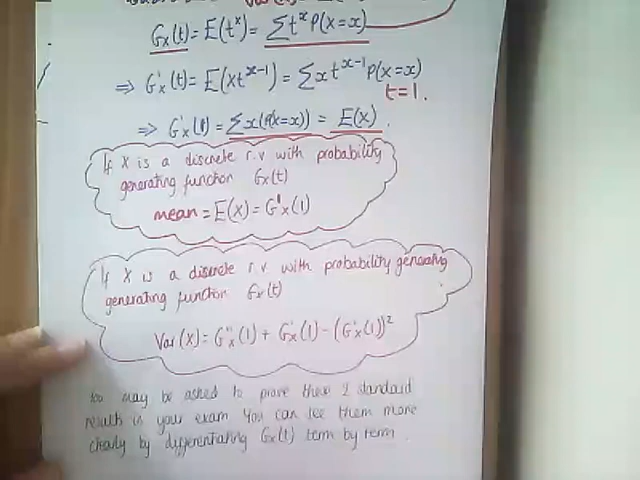 Gx(t) = E(t^x) = Σt^x P(X=x)
⇒ G'x(t) = E(Xt^x-1) = Σx t^x-1 P(X=x)
t=1.
⇒ G'x(1) = Σx(P(X=x)) = E(X).
If X is a discrete r.v with probability
generating function Gx(t)
mean = E(X) = G'x(1)
If X is a discrete r.v. with probability generating
generating function Gx(t)
Var(X) = G''x(1) + G'x(1) - (G'x(1))²
You may be asked to prove these 2 standard
result in your exam You can see them more
clearly by differentiating Gx(t) term by term.